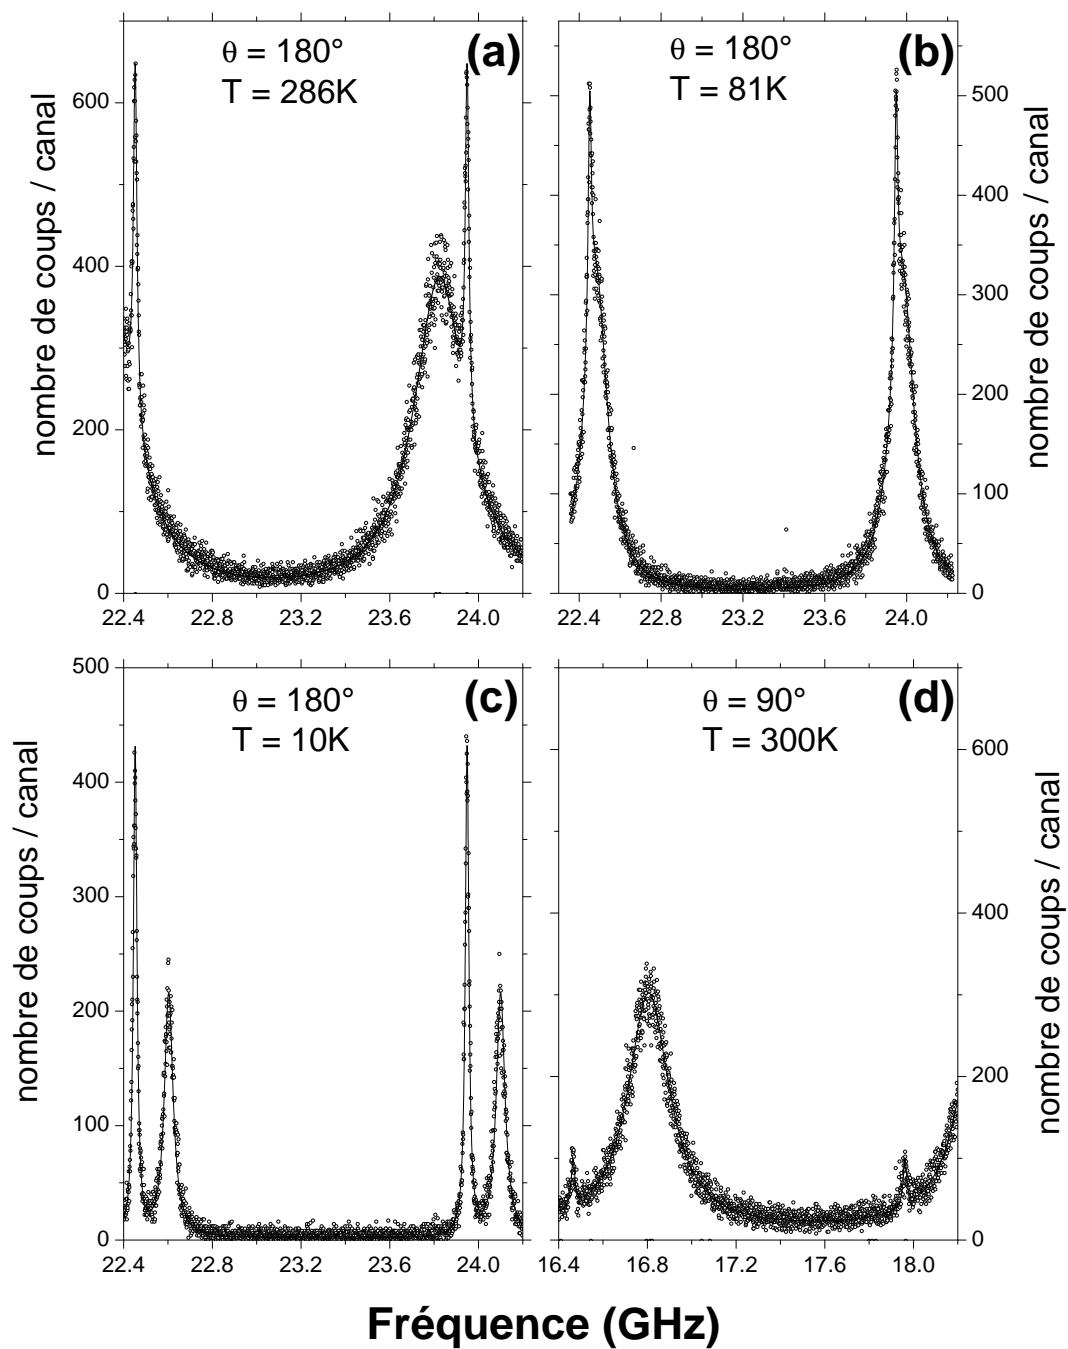 θ = 180°
T = 286K
(a)
nombre de coups / canal
600
400
200
0
22.4
22.8
23.2
23.6
24.0
θ = 180°
T = 81K
(b)
nombre de coups / canal
500
400
300
200
100
0
22.4
22.8
23.2
23.6
24.0
θ = 180°
T = 10K
(c)
nombre de coups / canal
500
400
300
200
100
0
22.4
22.8
23.2
23.6
24.0
θ = 90°
T = 300K
(d)
nombre de coups / canal
600
400
200
0
16.4
16.8
17.2
17.6
18.0
Fréquence (GHz)